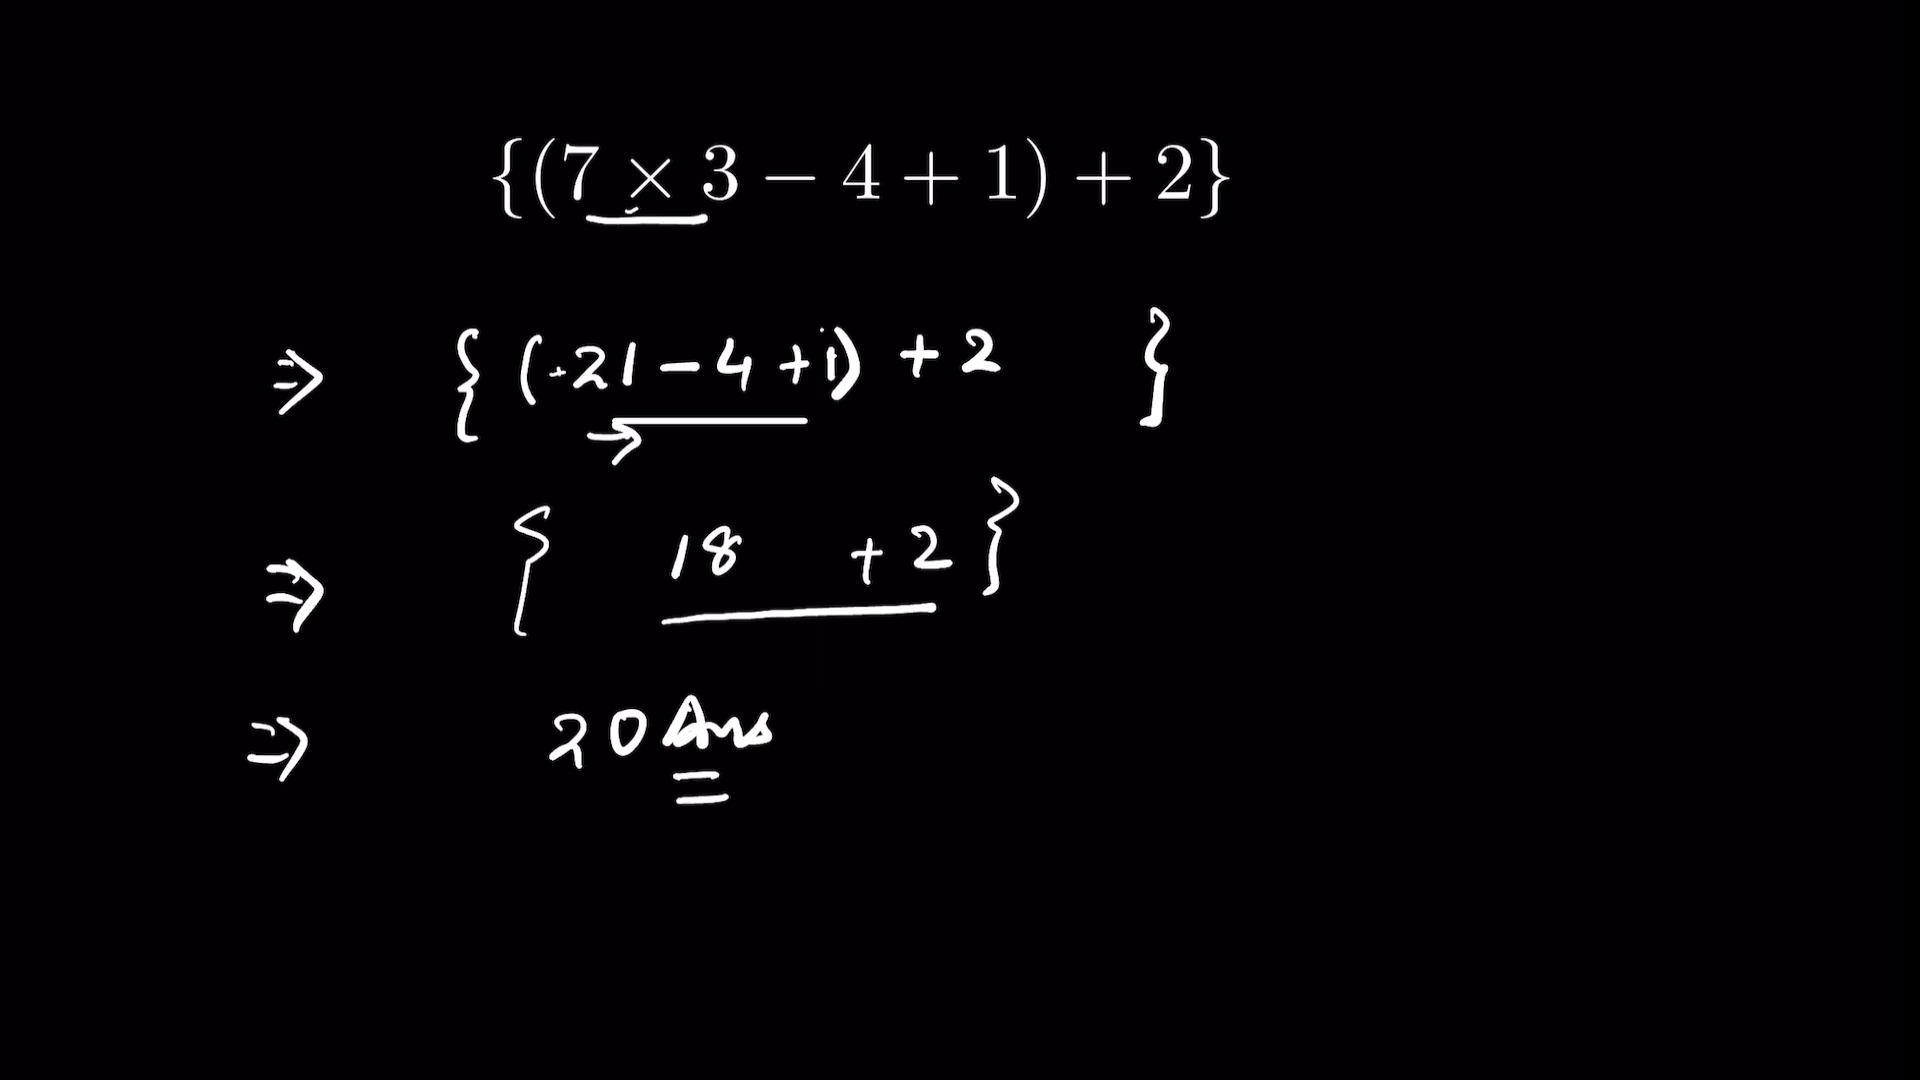 {(7 × 3 − 4 + 1) + 2}
⇒ { (+21 − 4 + 1) + 2 }
→
⇒ { 18 + 2 }
⇒ 20 Ans